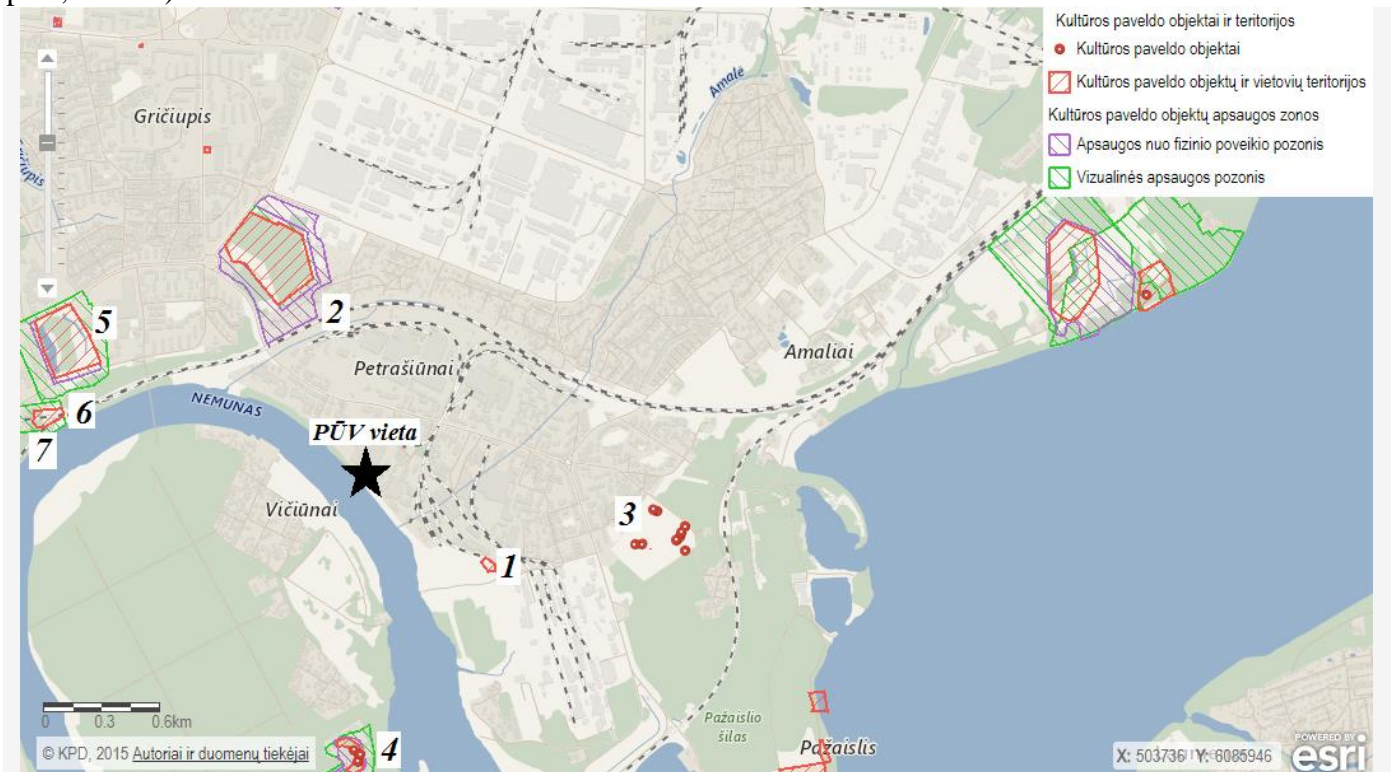 Kultūros paveldo objektai ir teritorijos
Kultūros paveldo objektai
Kultūros paveldo objektų ir vietovių teritorijos
Kultūros paveldo objektų apsaugos zonos
Apsaugos nuo fizinio poveikio pozonis
Vizualinės apsaugos pozonis
Amalė
Gričiupis
Gričiupis
2
5
Amaliai
Petrašiūnai
NEMUNAS
6
7
PŪV vieta
Vičiūnai
3
1
0 0.3 0.6km
Pažaislio
šilas
Pažaislis
4
© KPD, 2015 Autoriai ir duomenų tiekėjai
X: 503736 Y: 6085946
POWERED BY
esri